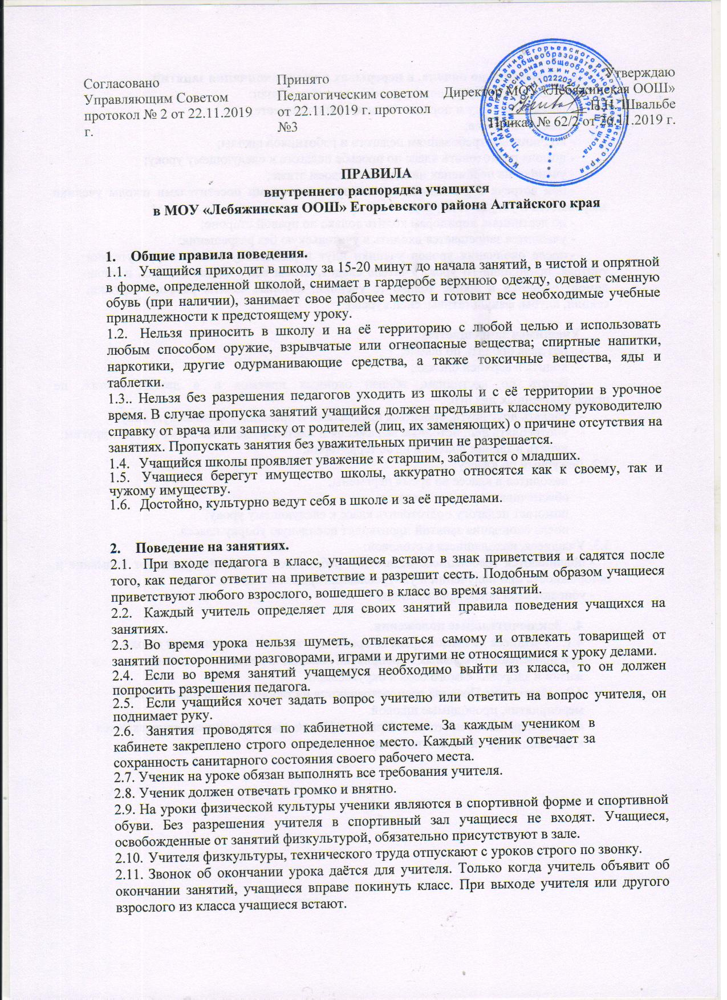 Согласовано
Управляющим Советом
протокол № 2 от 22.11.2019
г.
Принято
Педагогическим советом
от 22.11.2019 г. протокол
№3
Утверждаю
Директор МОУ «Лебяжинская ООШ»
Н.Н. Швальбе
Приказ № 62/2 от 26.11.2019 г.
ПРАВИЛА
внутреннего распорядка учащихся
в МОУ «Лебяжинская ООШ» Егорьевского района Алтайского края
1. Общие правила поведения.
1.1. Учащийся приходит в школу за 15-20 минут до начала занятий, в чистой и опрятной
в форме, определенной школой, снимает в гардеробе верхнюю одежду, одевает сменную
обувь (при наличии), занимает свое рабочее место и готовит все необходимые учебные
принадлежности к предстоящему уроку.
1.2. Нельзя приносить в школу и на её территорию с любой целью и использовать
любым способом оружие, взрывчатые или огнеопасные вещества; спиртные напитки,
наркотики, другие одурманивающие средства, а также токсичные вещества, яды и
таблетки.
1.3.. Нельзя без разрешения педагогов уходить из школы и с её территории в урочное
время. В случае пропуска занятий учащийся должен предъявить классному руководителю
справку от врача или записку от родителей (лиц, их заменяющих) о причине отсутствия на
занятиях. Пропускать занятия без уважительных причин не разрешается.
1.4. Учащийся школы проявляет уважение к старшим, заботится о младших.
1.5. Учащиеся берегут имущество школы, аккуратно относятся как к своему, так и
чужому имуществу.
1.6. Достойно, культурно ведут себя в школе и за её пределами.
2. Поведение на занятиях.
2.1. При входе педагога в класс, учащиеся встают в знак приветствия и садятся после
того, как педагог ответит на приветствие и разрешит сесть. Подобным образом учащиеся
приветствуют любого взрослого, вошедшего в класс во время занятий.
2.2. Каждый учитель определяет для своих занятий правила поведения учащихся на
занятиях.
2.3. Во время урока нельзя шуметь, отвлекаться самому и отвлекать товарищей от
занятий посторонними разговорами, играми и другими не относящимися к уроку делами.
2.4. Если во время занятий учащемуся необходимо выйти из класса, то он должен
попросить разрешения педагога.
2.5. Если учащийся хочет задать вопрос учителю или ответить на вопрос учителя, он
поднимает руку.
2.6. Занятия проводятся по кабинетной системе. За каждым учеником в
кабинете закреплено строго определенное место. Каждый ученик отвечает за
сохранность санитарного состояния своего рабочего места.
2.7. Ученик на уроке обязан выполнять все требования учителя.
2.8. Ученик должен отвечать громко и внятно.
2.9. На уроки физической культуры ученики являются в спортивной форме и спортивной
обуви. Без разрешения учителя в спортивный зал учащиеся не входят. Учащиеся,
освобожденные от занятий физкультурой, обязательно присутствуют в зале.
2.10. Учителя физкультуры, технического труда отпускают с уроков строго по звонку.
2.11. Звонок об окончании урока даётся для учителя. Только когда учитель объявит об
окончании занятий, учащиеся вправе покинуть класс. При выходе учителя или другого
взрослого из класса учащиеся встают.